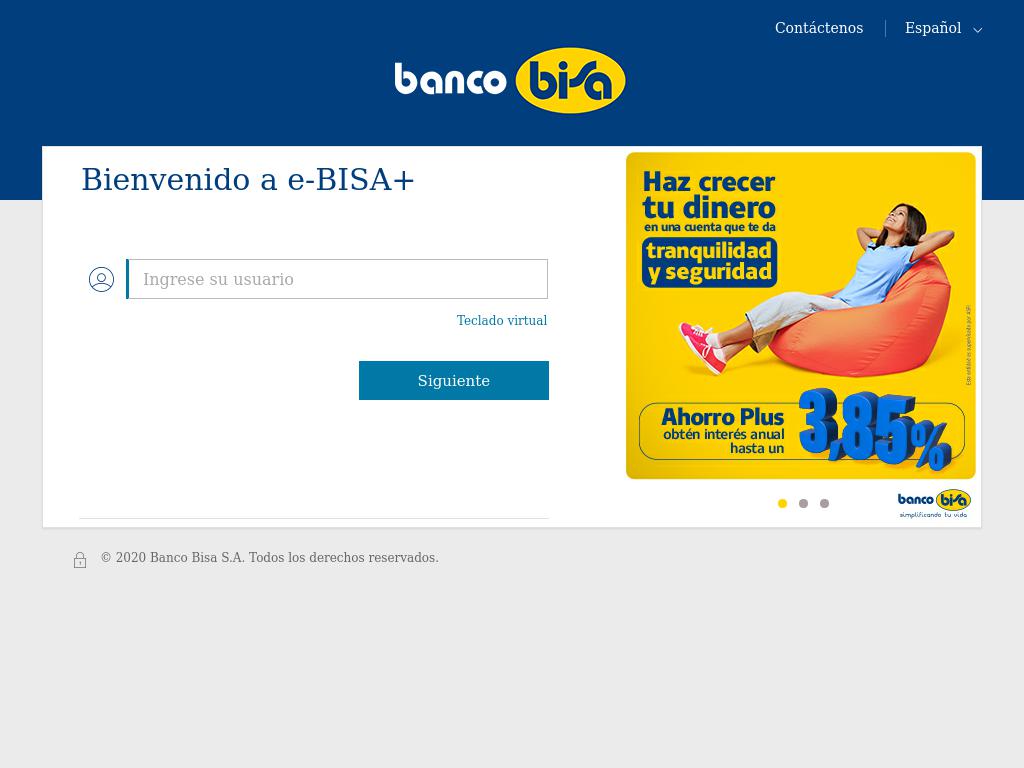 Contáctenos
Español
banco bisa
Bienvenido a e-BISA+
Ingrese su usuario
Teclado virtual
Siguiente
Haz crecer
tu dinero
en una cuenta que te da
tranquilidad
y seguridad
Esta entidad es supervisada por ASFI
Ahorro Plus
obtén interés anual
hasta un
3,85%
banco bisa
simplificando tu vida
© 2020 Banco Bisa S.A. Todos los derechos reservados.